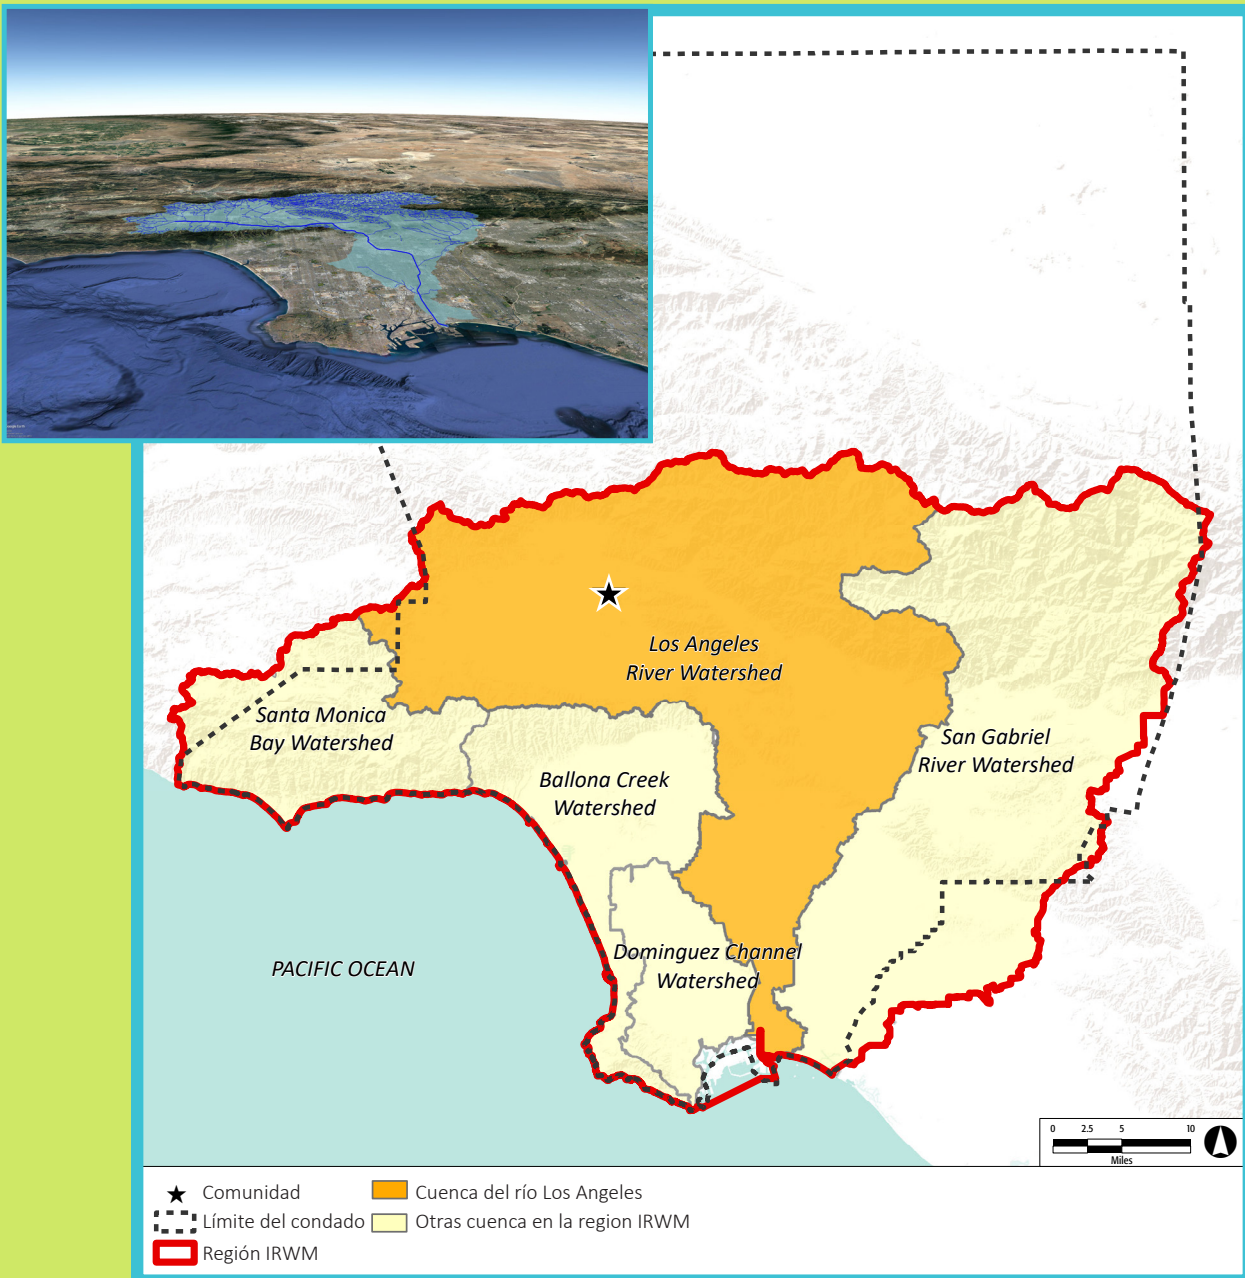 Los Angeles
River Watershed
Santa Monica
Bay Watershed
San Gabriel
River Watershed
Ballona Creek
Watershed
Dominguez Channel
Watershed
PACIFIC OCEAN
0 2.5 5 10
Miles
Comunidad
Cuenca del río Los Angeles
Límite del condado
Otras cuenca en la region IRWM
Región IRWM